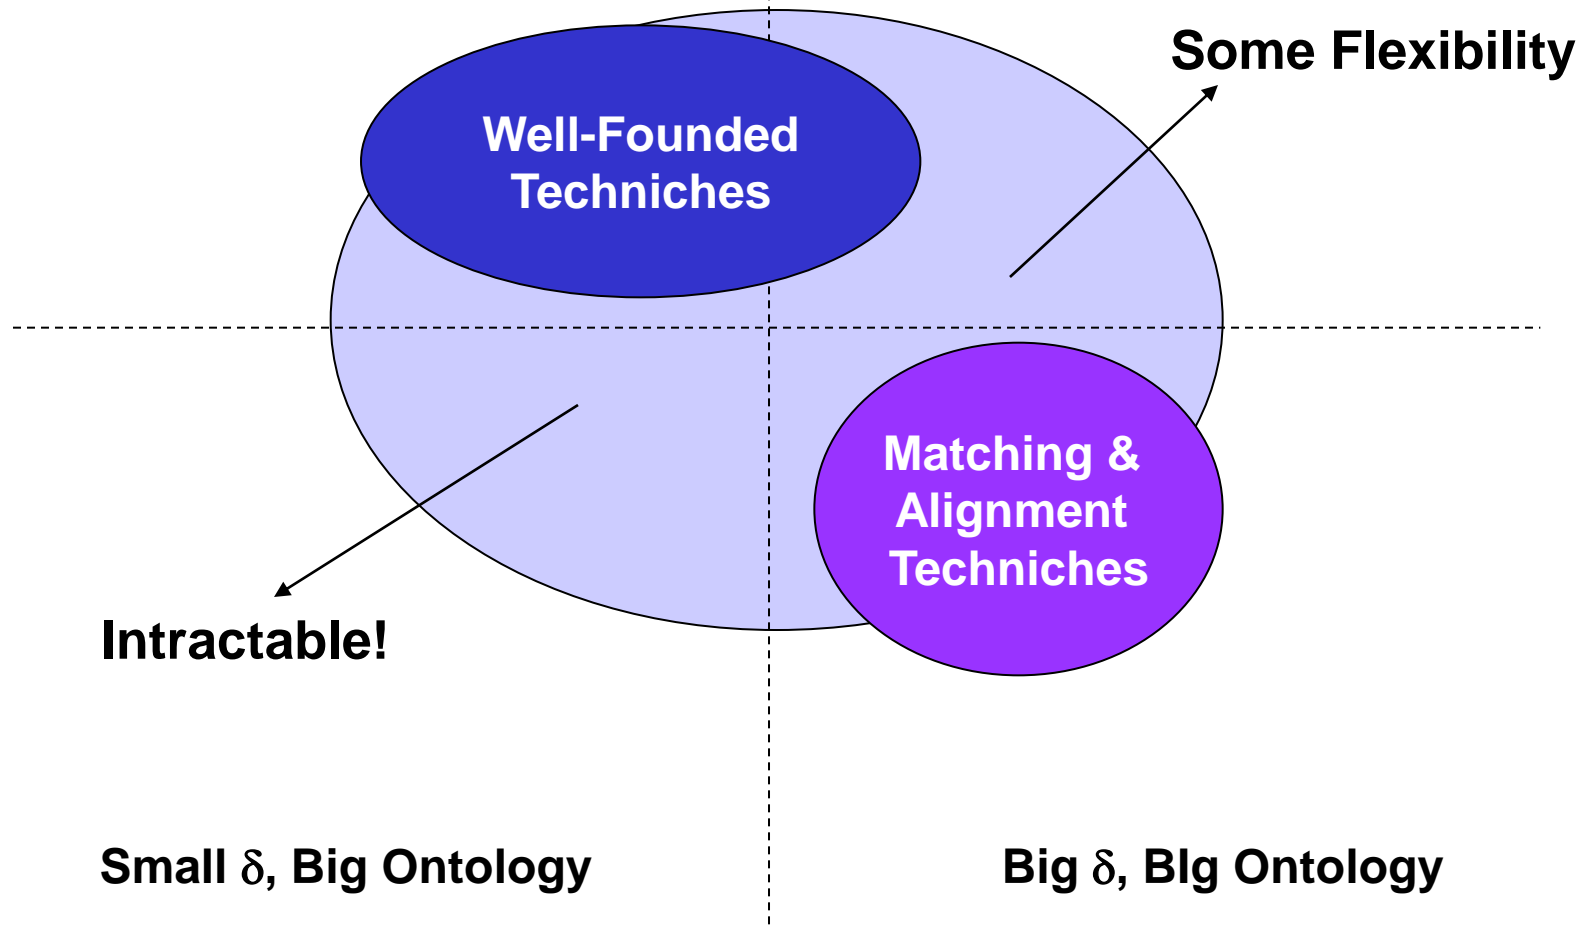 Some Flexibility
Well-Founded
Techniches
Matching &
Alignment
Techniches
Intractable!
Small δ, Big Ontology
Big δ, BIg Ontology